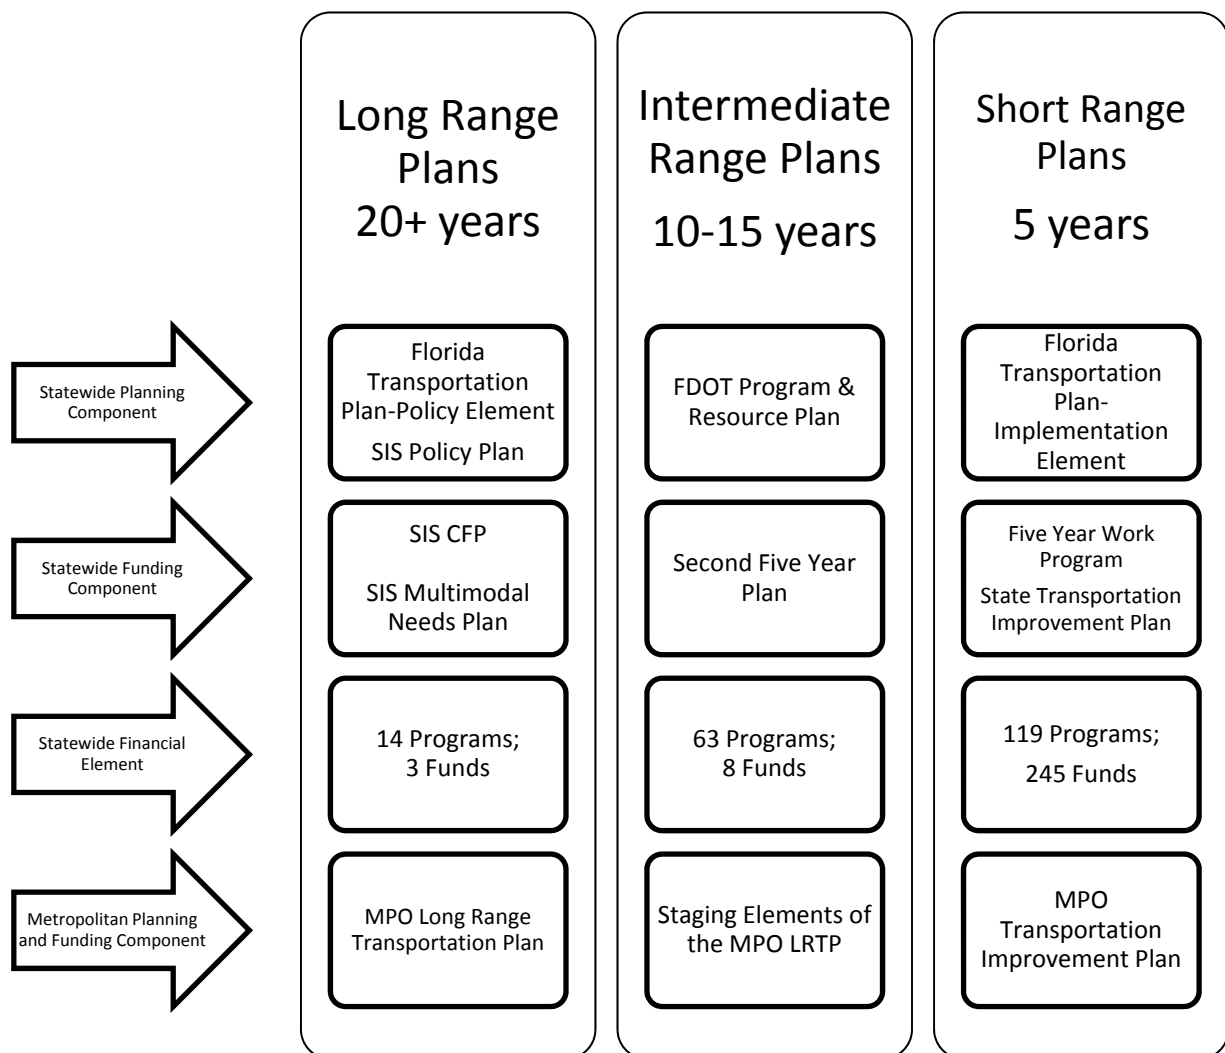 Long Range
Plans
20+ years
Intermediate
Range Plans
10-15 years
Short Range
Plans
5 years
Statewide Planning
Component
Florida
Transportation
Plan-Policy Element
SIS Policy Plan
FDOT Program &
Resource Plan
Florida
Transportation
Plan-
Implementation
Element
Statewide Funding
Component
SIS CFP
SIS Multimodal
Needs Plan
Second Five Year
Plan
Five Year Work
Program
State Transportation
Improvement Plan
Statewide Financial
Element
14 Programs;
3 Funds
63 Programs;
8 Funds
119 Programs;
245 Funds
Metropolitan Planning
and Funding Component
MPO Long Range
Transportation Plan
Staging Elements of
the MPO LRTP
MPO
Transportation
Improvement Plan